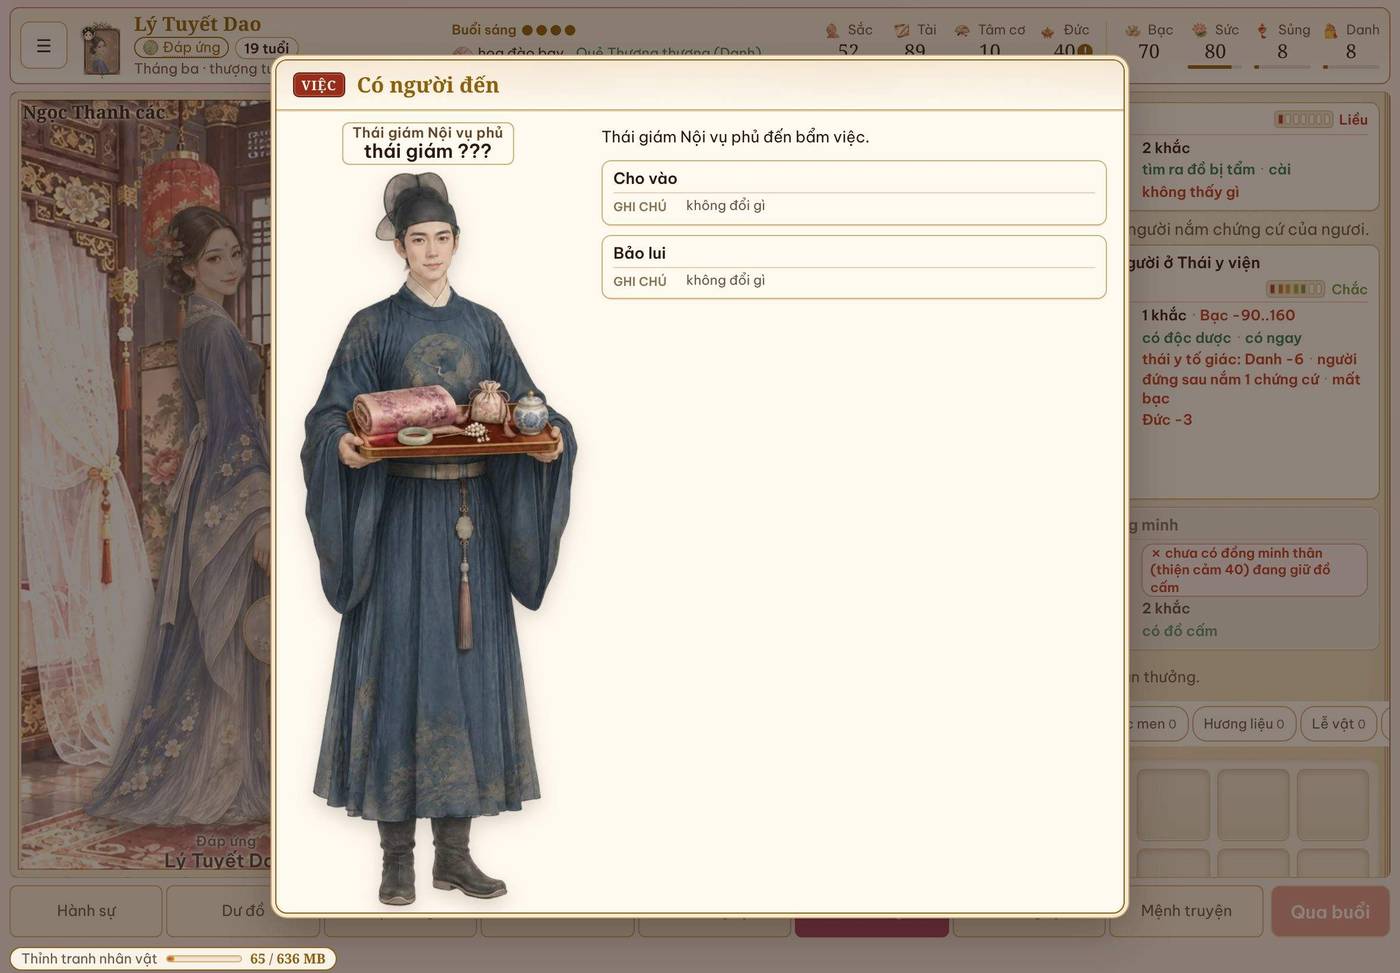 ☰
Lý Tuyết Dao
Đáp ứng
19 tuổi
Buổi sáng
hoa đào bay
Quẻ Thượng thượng (Danh)
Sắc
52
Tài
89
Tâm cơ
10
Đức
40
Bạc
70
Sức
80
Sủng
8
Danh
8
Ngọc Thanh các
VIỆC
Có người đến
Thái giám Nội vụ phủ
thái giám ???
Thái giám Nội vụ phủ đến bẩm việc.
Cho vào
GHI CHÚ không đổi gì
Bảo lui
GHI CHÚ không đổi gì
Liều
2 khắc
tìm ra đồ bị tẩm · cài
không thấy gì
người nắm chứng cứ của ngươi.
người ở Thái y viện
Chắc
1 khắc · Bạc -90..160
có độc dược · có ngay
thái y tố giác: Danh -6 · người
đứng sau nắm 1 chứng cứ · mất
bạc
Đức -3
minh
× chưa có đồng minh thân
(thiện cảm 40) đang giữ đồ
cấm
2 khắc
có đồ cấm
thưởng.
men 0
Hương liệu 0
Lễ vật 0
Đáp ứng
Lý Tuyết
Hành sự
Dư đồ
Mệnh truyện
Qua buổi
Thỉnh tranh nhân vật
65 / 636 MB